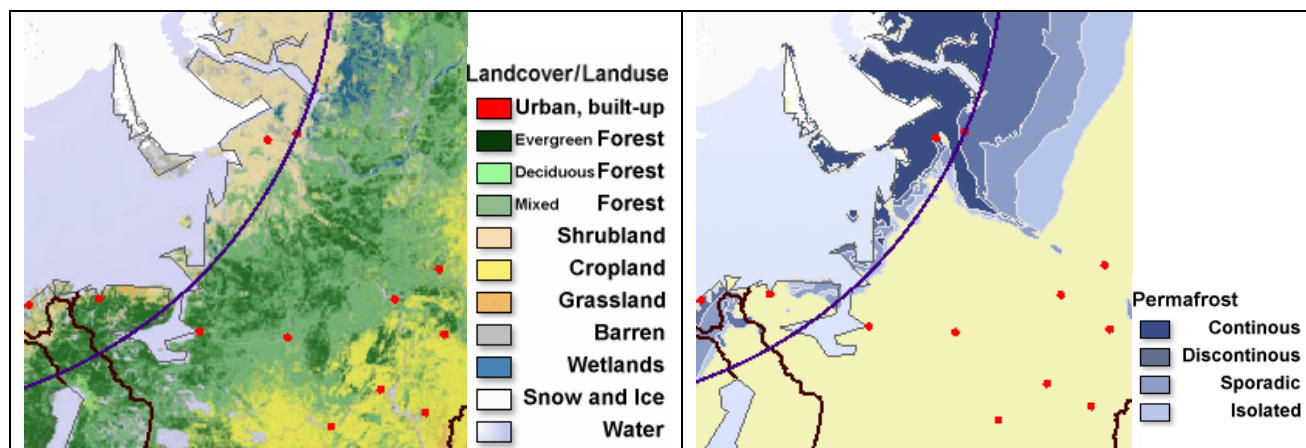 Landcover/Landuse
Urban, built-up
Evergreen Forest
Deciduous Forest
Mixed Forest
Shrubland
Cropland
Grassland
Barren
Wetlands
Snow and Ice
Water
Permafrost
Continous
Discontinous
Sporadic
Isolated